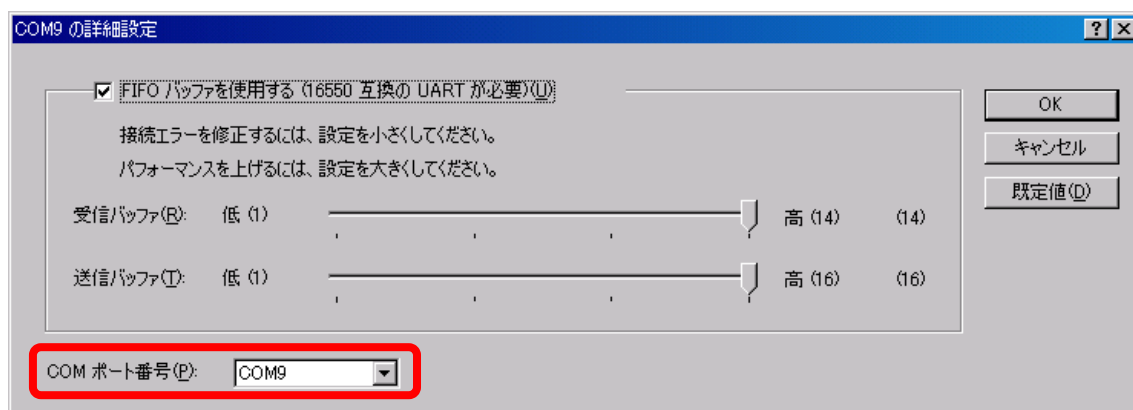 COM9 の詳細設定
FIFO バッファを使用する (16550 互換の UART が必要)(U)
接続エラーを修正するには、設定を小さくしてください。
パフォーマンスを上げるには、設定を大きくしてください。
受信バッファ(R): 低 (1) 高 (14) (14)
送信バッファ(T): 低 (1) 高 (16) (16)
COM ポート番号(P): COM9
OK
キャンセル
既定値(D)